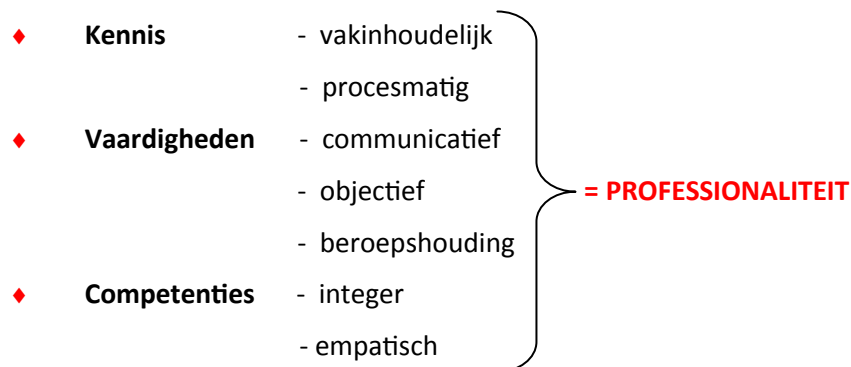 ♦ Kennis - vakinhoudelijk
- procesmatig
♦ Vaardigheden - communicatief
- objectief = PROFESSIONALITEIT
- beroepshouding
♦ Competenties - integer
- empatisch